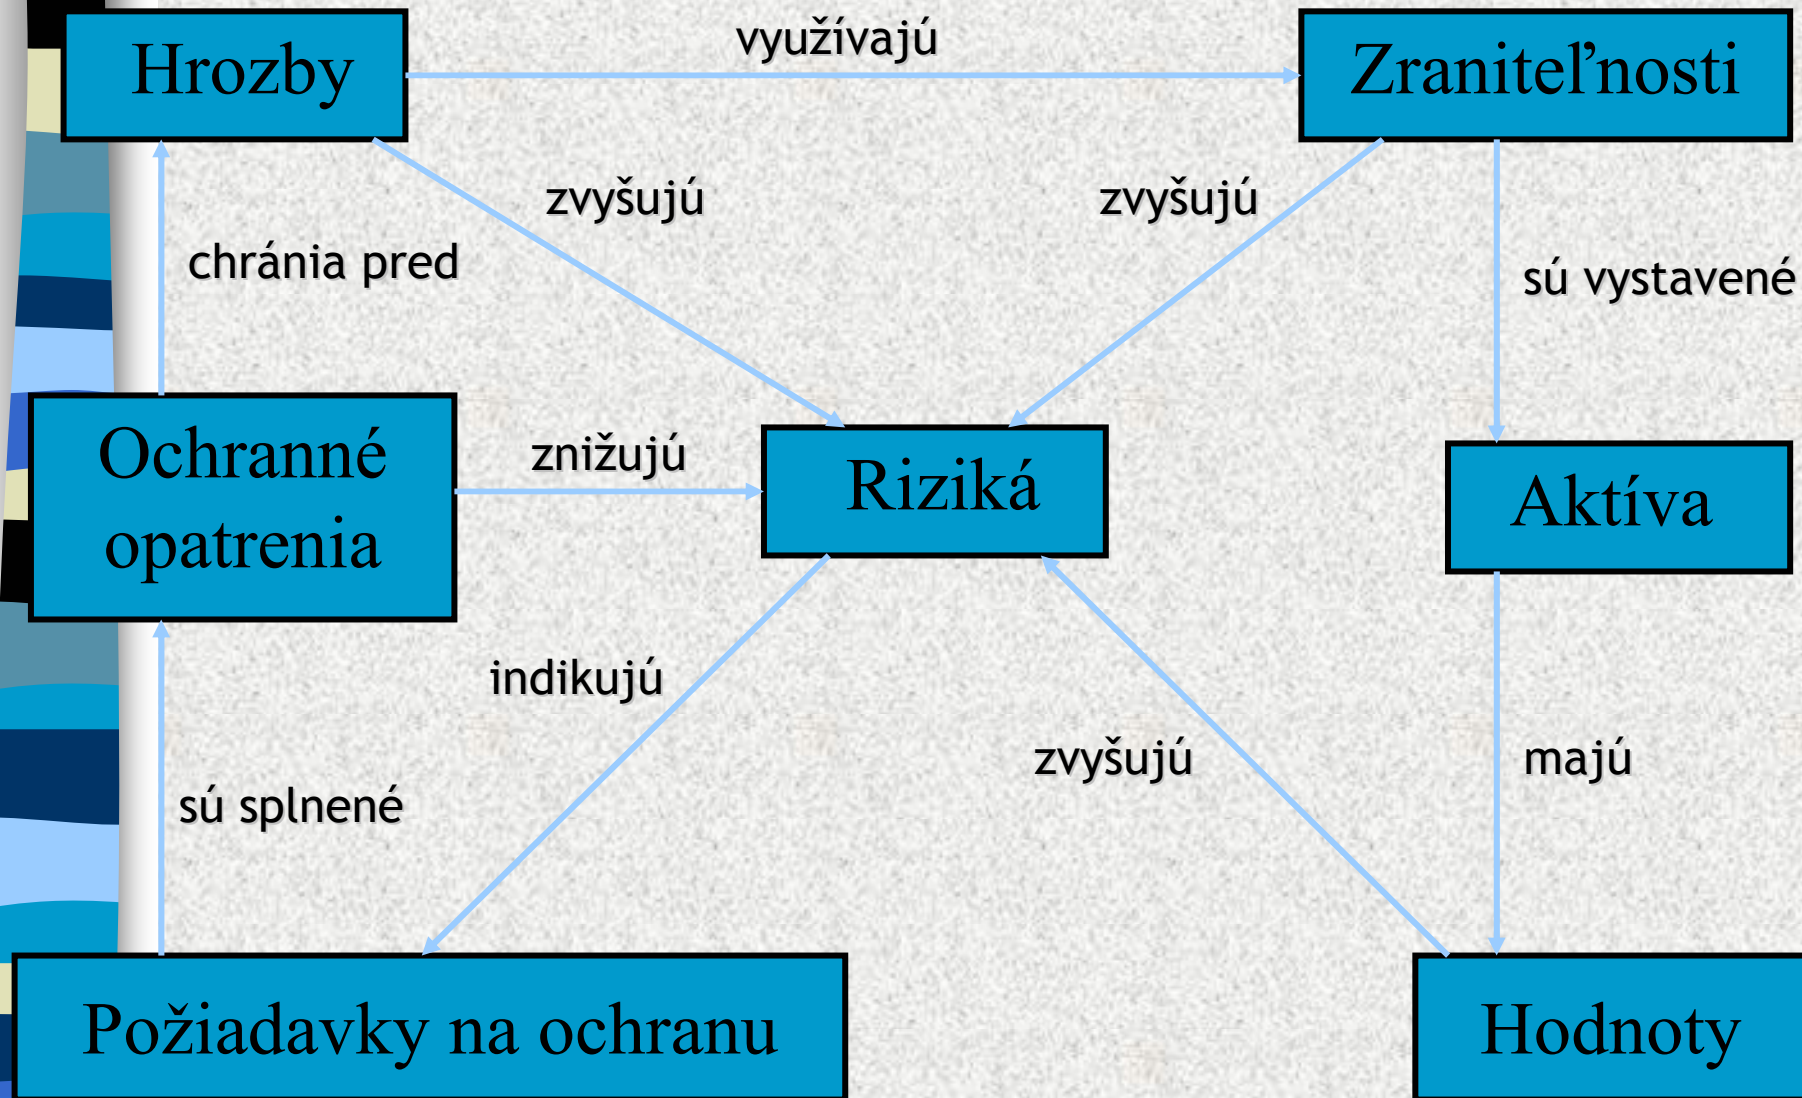 využívajú
Hrozby
Zraniteľnosti
zvyšujú
zvyšujú
chránia pred
sú vystavené
Ochranné
opatrenia
znižujú
Riziká
Aktíva
indikujú
zvyšujú
majú
sú splnené
Požiadavky na ochranu
Hodnoty